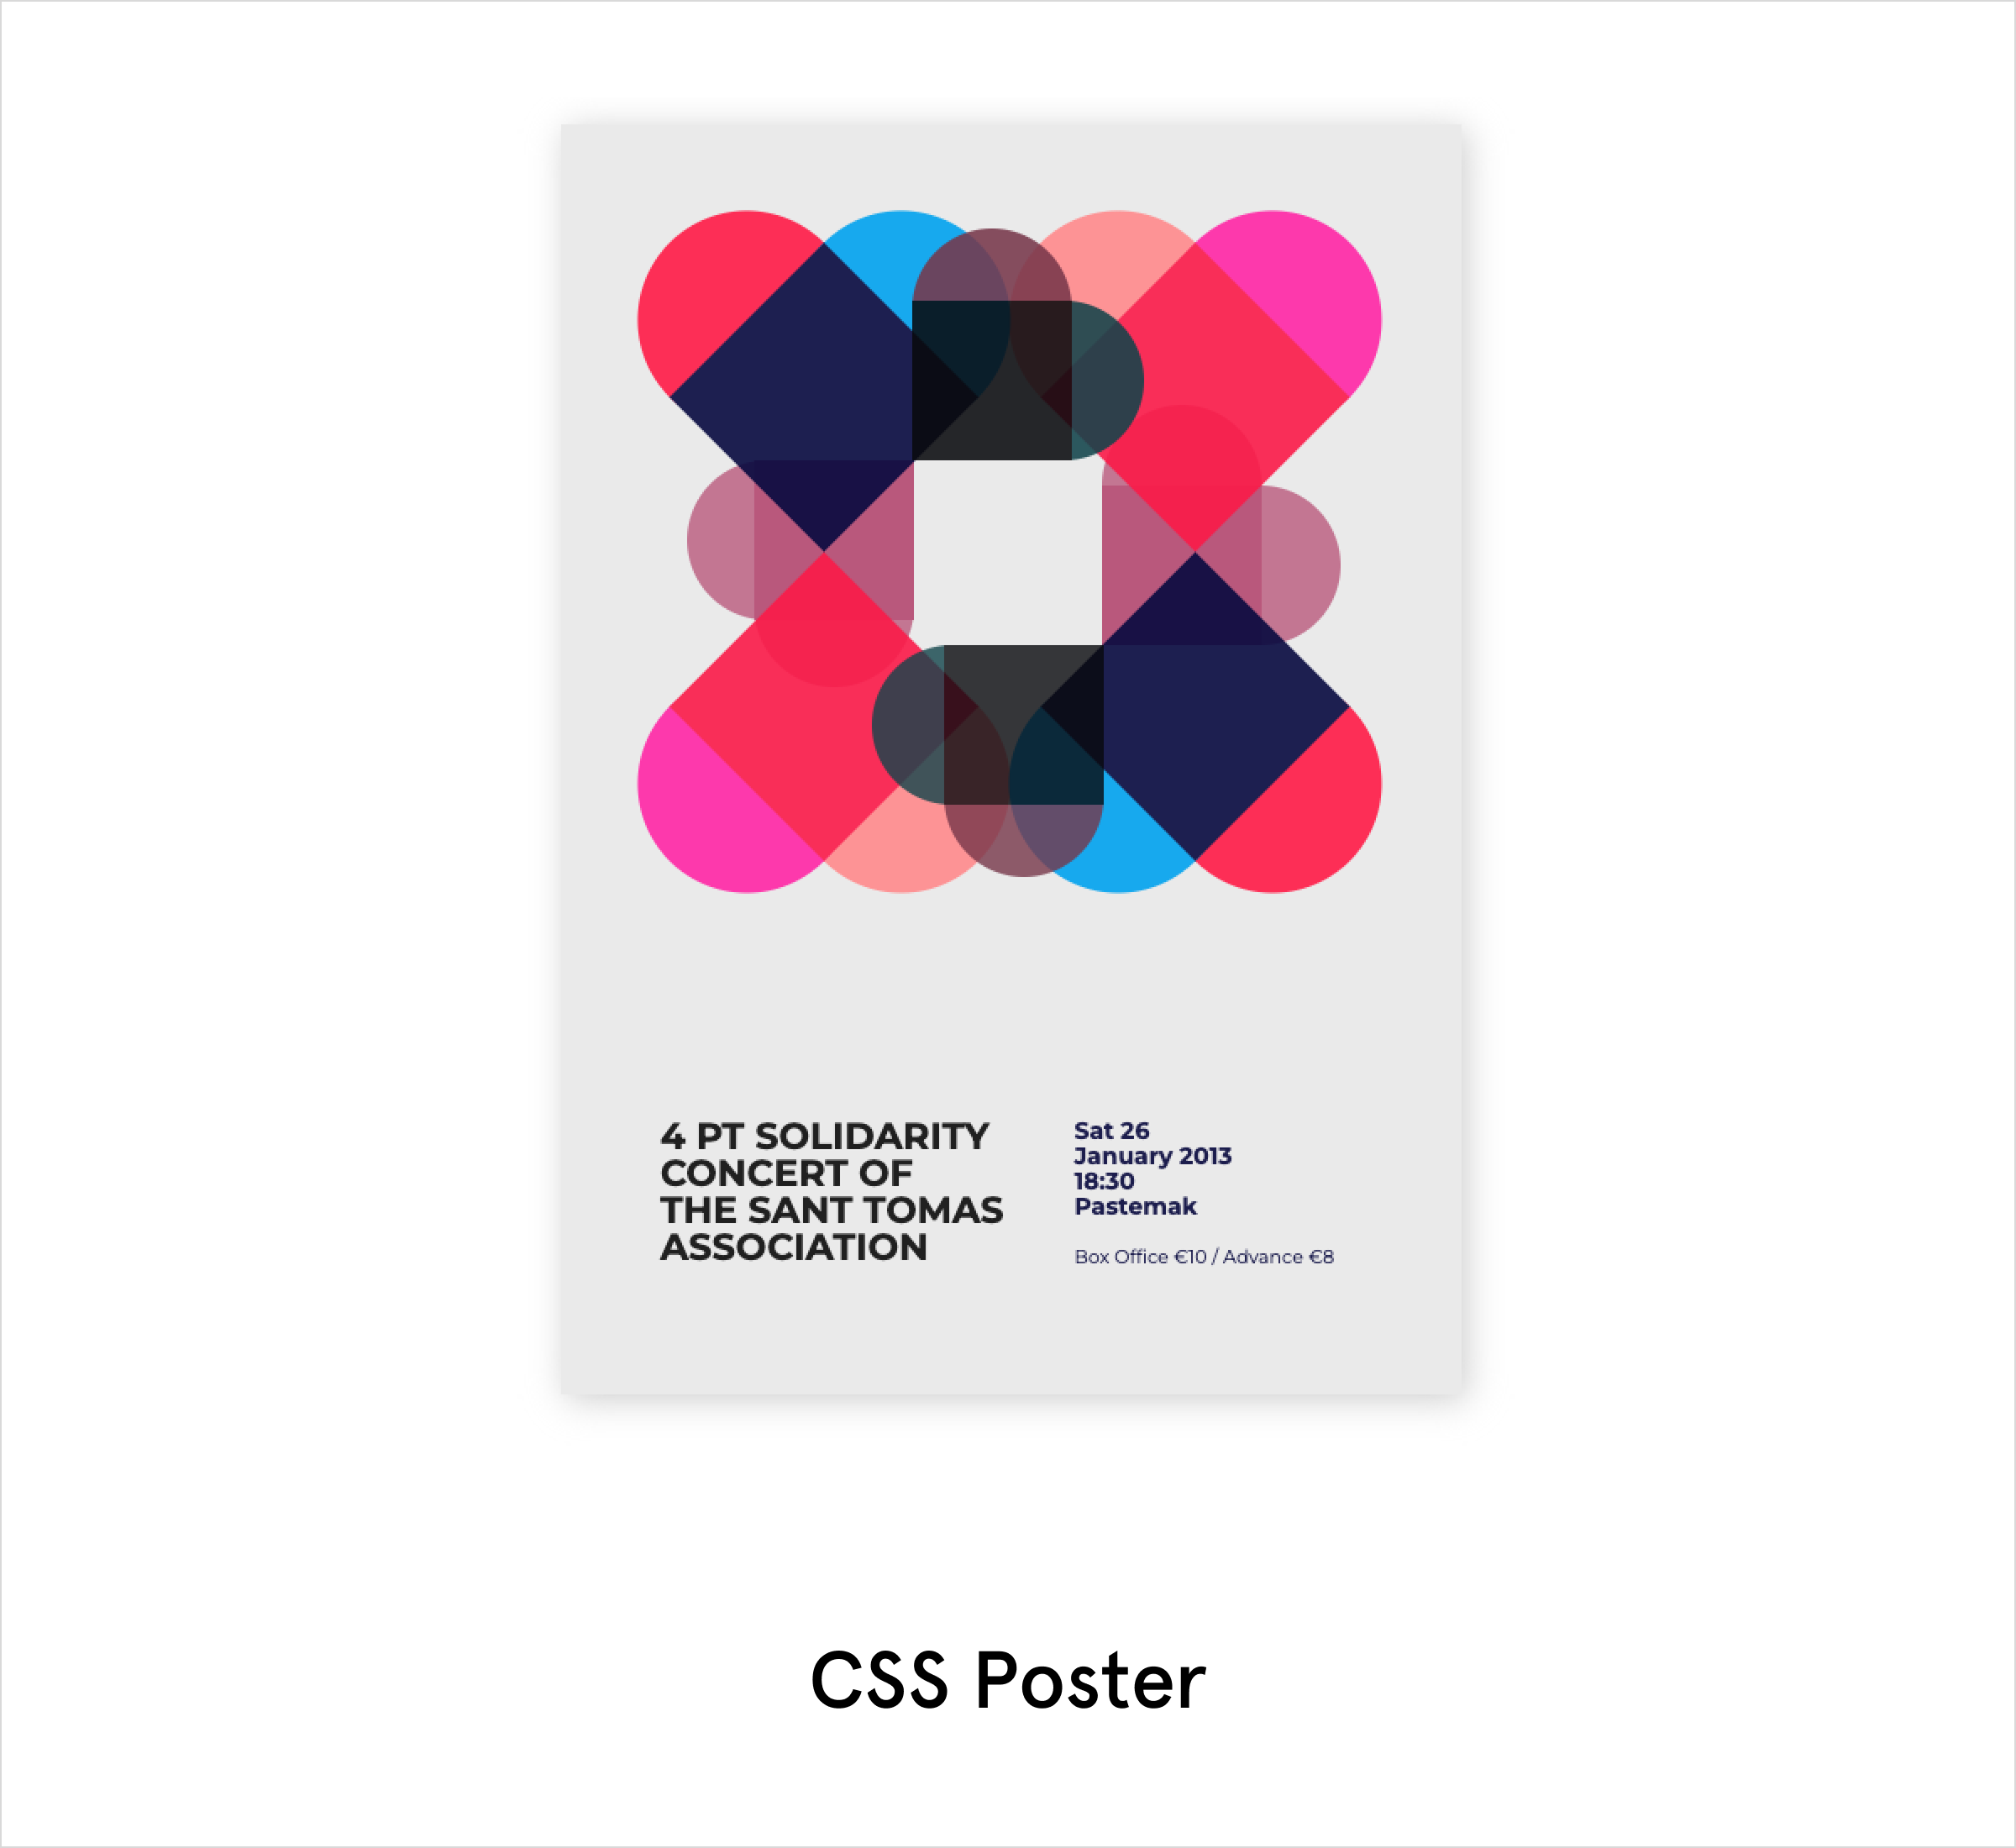 4 PT SOLIDARITY
CONCERT OF
THE SANT TOMAS
ASSOCIATION
Sat 26
January 2013
18:30
Pastemak
Box Office €10 / Advance €8
CSS Poster